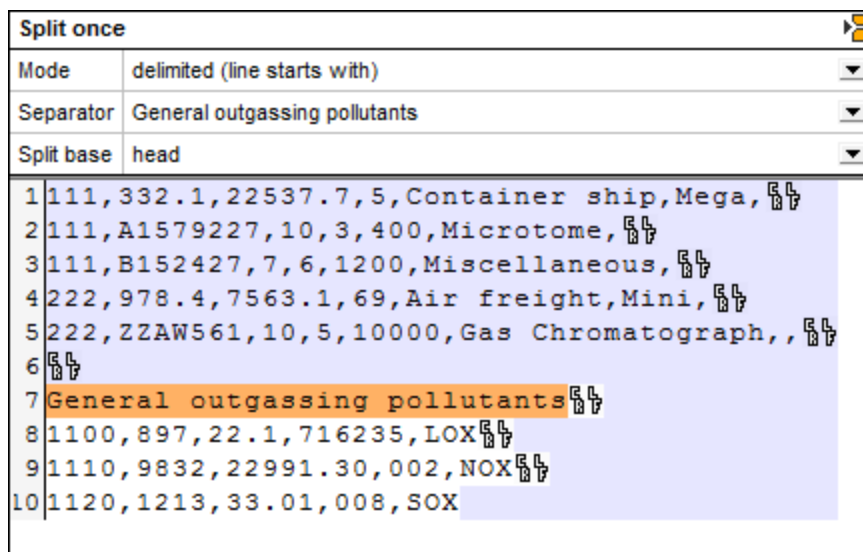 Split once
Mode delimited (line starts with)
Separator General outgassing pollutants
Split base head
1 111,332.1,22537.7,5,Container ship,Mega,␍␊
2 111,A1579227,10,3,400,Microtome,␍␊
3 111,B152427,7,6,1200,Miscellaneous,␍␊
4 222,978.4,7563.1,69,Air freight,Mini,␍␊
5 222,ZZAW561,10,5,10000,Gas Chromatograph,,␍␊
6 ␍␊
7 General outgassing pollutants␍␊
8 1100,897,22.1,716235,LOX␍␊
9 1110,9832,22991.30,002,NOX␍␊
10 1120,1213,33.01,008,SOX